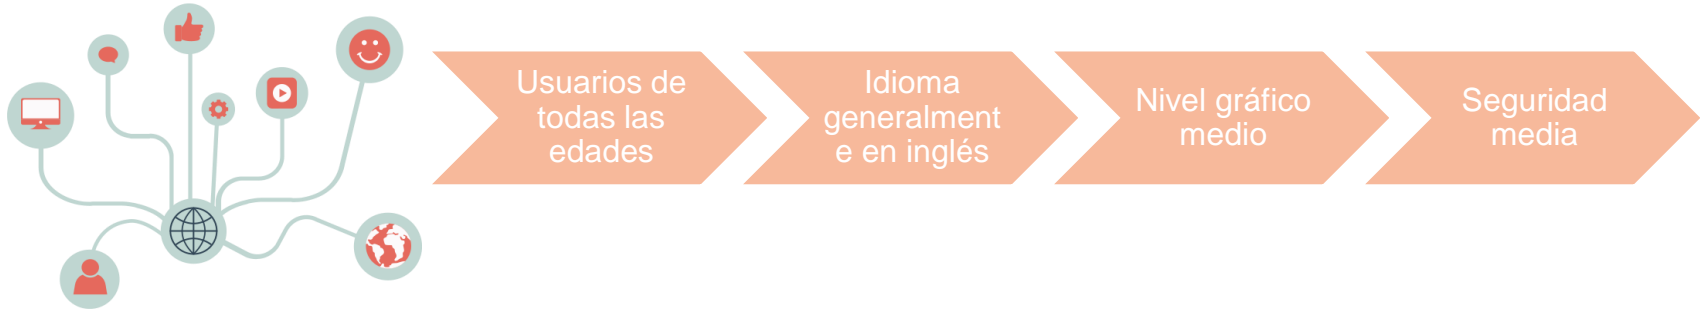 Usuarios de
todas las
edades
Idioma
generalment
e en inglés
Nivel gráfico
medio
Seguridad
media